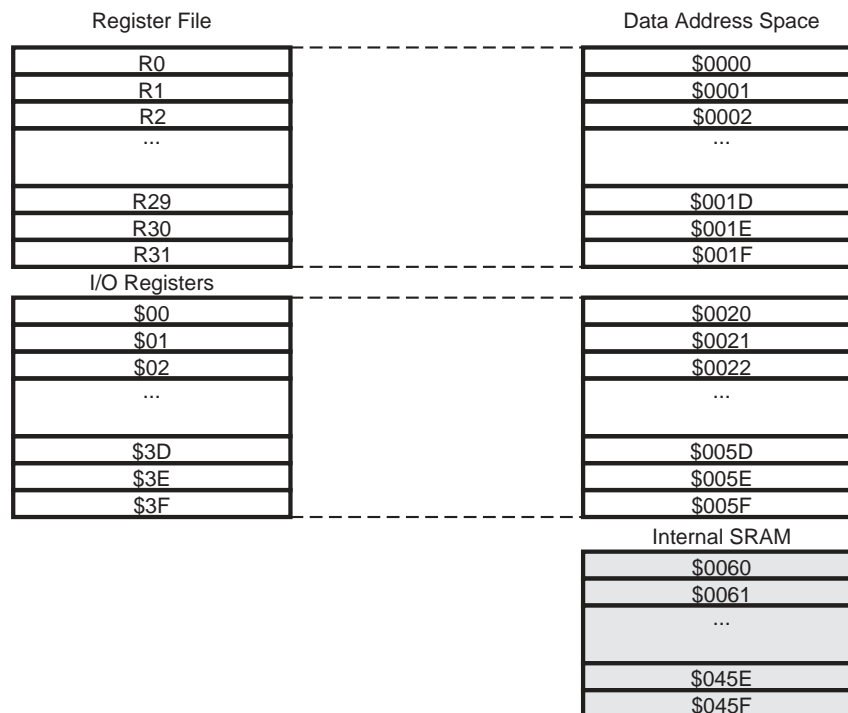 Register File Data Address Space
R0 $0000
R1 $0001
R2 $0002
... ...
R29 $001D
R30 $001E
R31 $001F
I/O Registers
$00 $0020
$01 $0021
$02 $0022
... ...
$3D $005D
$3E $005E
$3F $005F
Internal SRAM
$0060
$0061
...
$045E
$045F